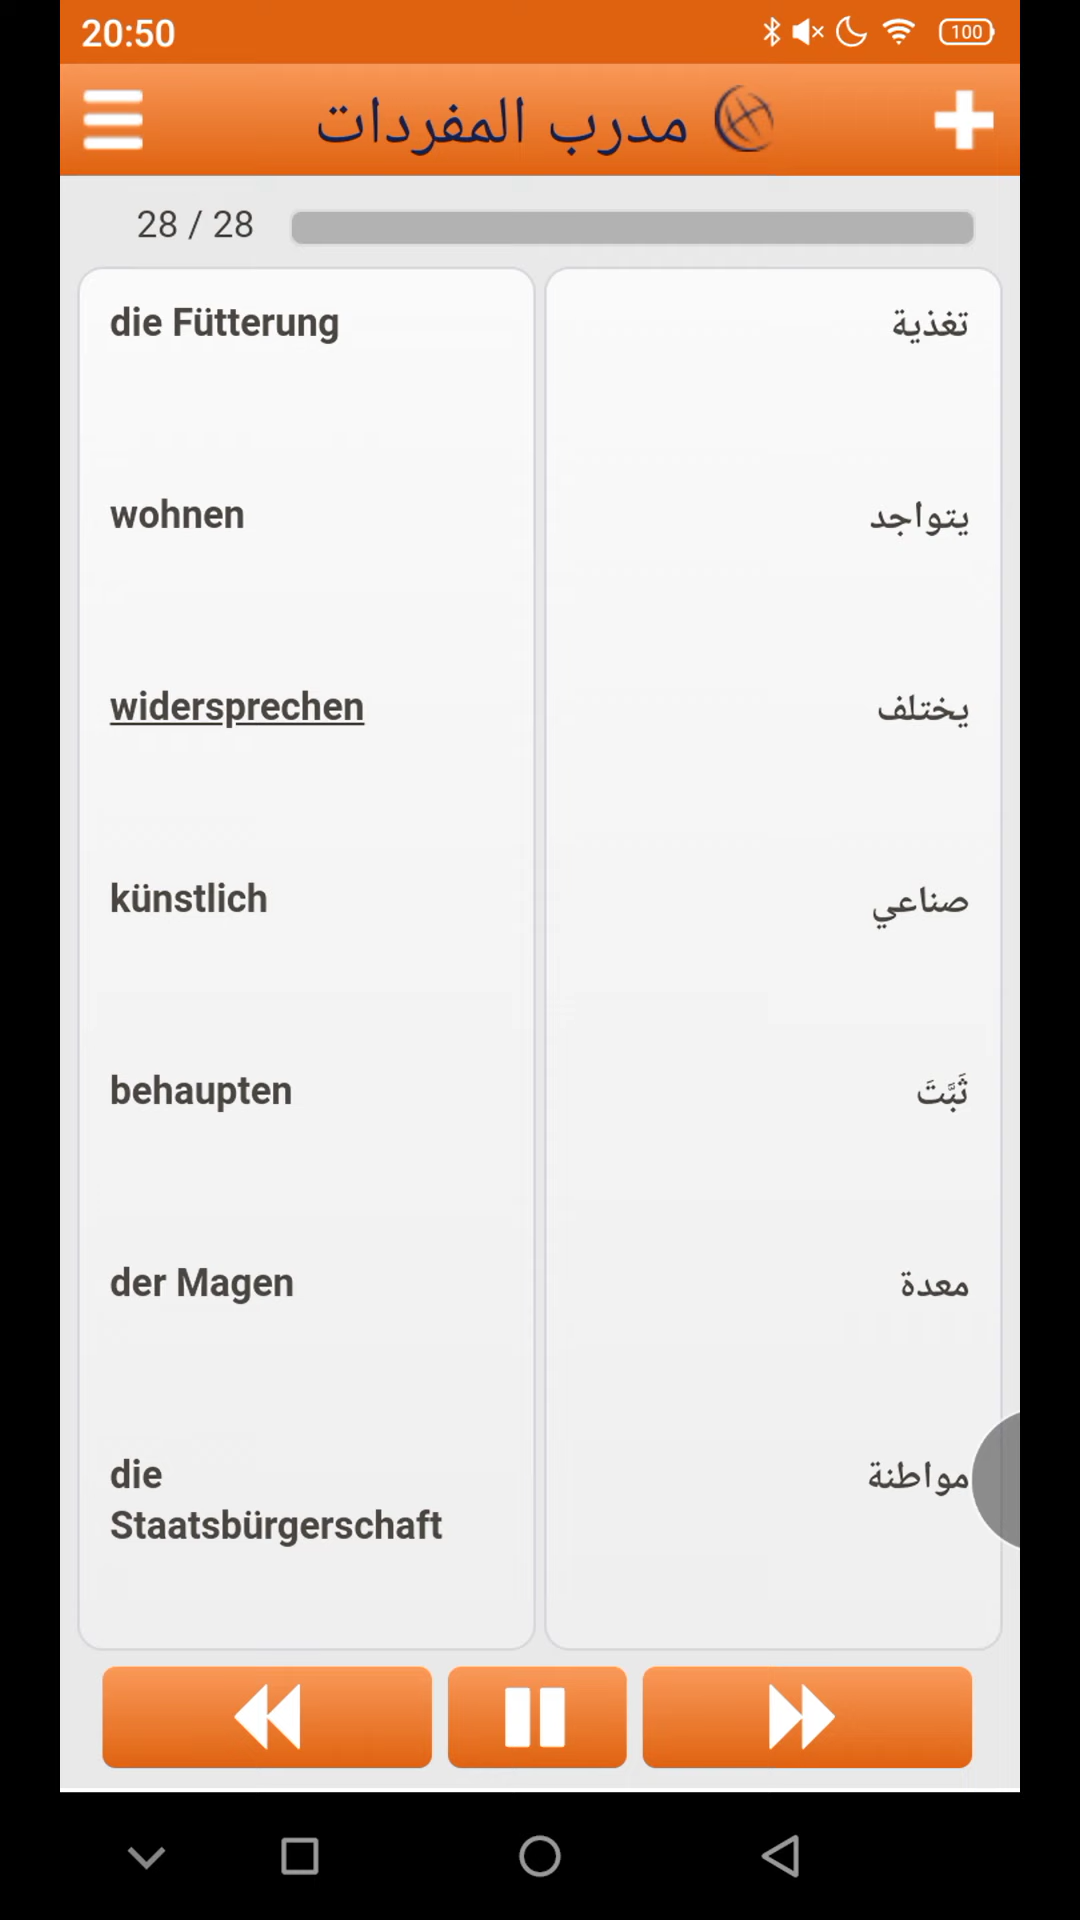 20:50
100
مدرب المفردات
28 / 28
die Fütterung
تغذية
wohnen
يتواجد
widersprechen
يختلف
künstlich
صناعي
behaupten
ثَبَّتَ
der Magen
معدة
die
Staatsbürgerschaft
مواطنة